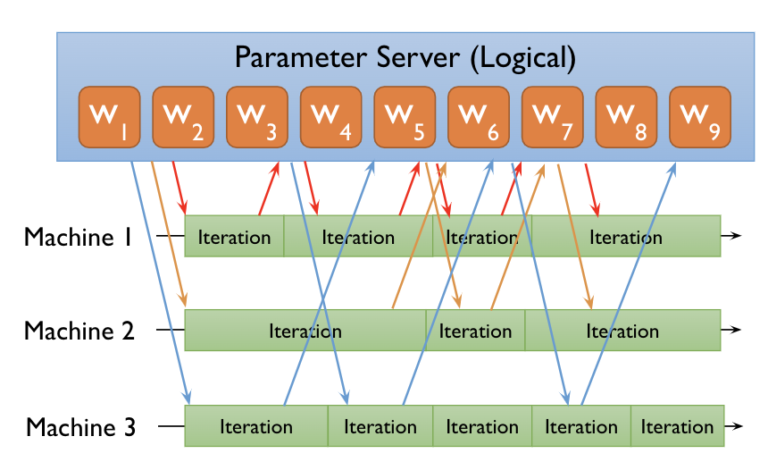 Parameter Server (Logical)
W1 W2 W3 W4 W5 W6 W7 W8 W9
Machine 1 Iteration Iteration Iteration Iteration
Machine 2 Iteration Iteration Iteration
Machine 3 Iteration Iteration Iteration Iteration Iteration